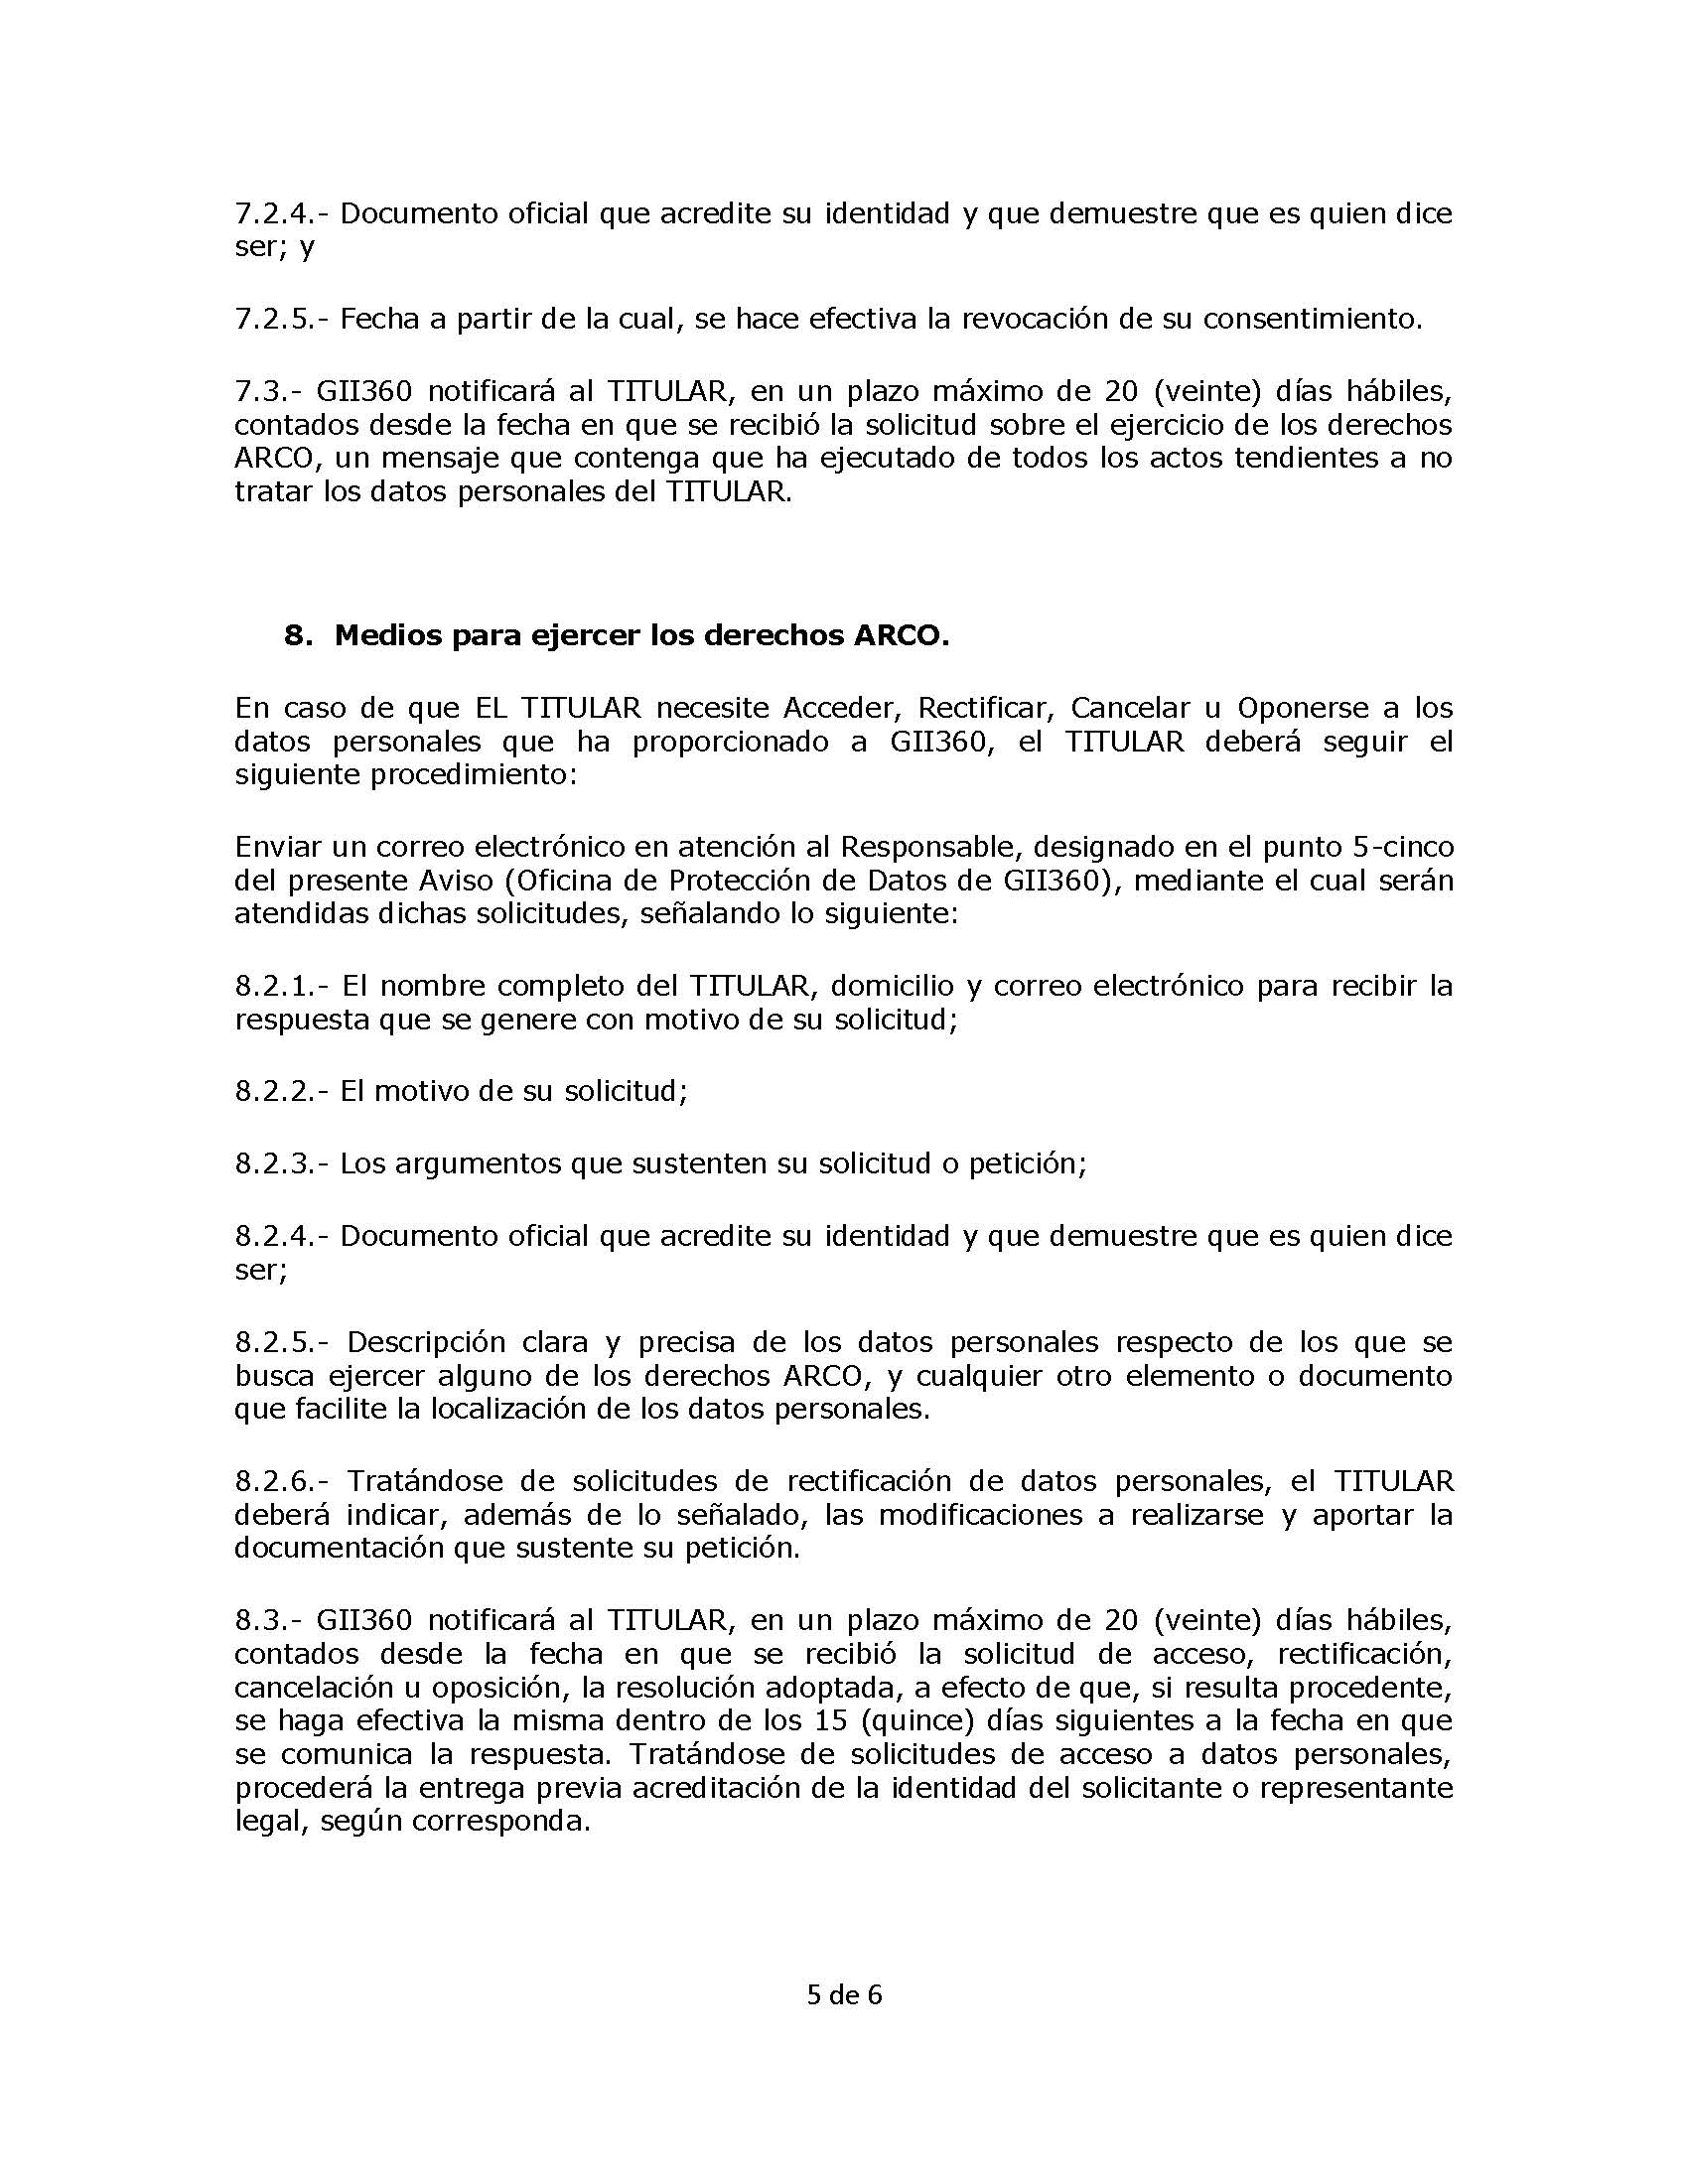 7.2.4.- Documento oficial que acredite su identidad y que demuestre que es quien dice
ser; y
7.2.5.- Fecha a partir de la cual, se hace efectiva la revocación de su consentimiento.
7.3.- GII360 notificará al TITULAR, en un plazo máximo de 20 (veinte) días hábiles,
contados desde la fecha en que se recibió la solicitud sobre el ejercicio de los derechos
ARCO, un mensaje que contenga que ha ejecutado de todos los actos tendientes a no
tratar los datos personales del TITULAR.
8. Medios para ejercer los derechos ARCO.
En caso de que EL TITULAR necesite Acceder, Rectificar, Cancelar u Oponerse a los
datos personales que ha proporcionado a GII360, el TITULAR deberá seguir el
siguiente procedimiento:
Enviar un correo electrónico en atención al Responsable, designado en el punto 5-cinco
del presente Aviso (Oficina de Protección de Datos de GII360), mediante el cual serán
atendidas dichas solicitudes, señalando lo siguiente:
8.2.1.- El nombre completo del TITULAR, domicilio y correo electrónico para recibir la
respuesta que se genere con motivo de su solicitud;
8.2.2.- El motivo de su solicitud;
8.2.3.- Los argumentos que sustenten su solicitud o petición;
8.2.4.- Documento oficial que acredite su identidad y que demuestre que es quien dice
ser;
8.2.5.- Descripción clara y precisa de los datos personales respecto de los que se
busca ejercer alguno de los derechos ARCO, y cualquier otro elemento o documento
que facilite la localización de los datos personales.
8.2.6.- Tratándose de solicitudes de rectificación de datos personales, el TITULAR
deberá indicar, además de lo señalado, las modificaciones a realizarse y aportar la
documentación que sustente su petición.
8.3.- GII360 notificará al TITULAR, en un plazo máximo de 20 (veinte) días hábiles,
contados desde la fecha en que se recibió la solicitud de acceso, rectificación,
cancelación u oposición, la resolución adoptada, a efecto de que, si resulta procedente,
se haga efectiva la misma dentro de los 15 (quince) días siguientes a la fecha en que
se comunica la respuesta. Tratándose de solicitudes de acceso a datos personales,
procederá la entrega previa acreditación de la identidad del solicitante o representante
legal, según corresponda.
5 de 6